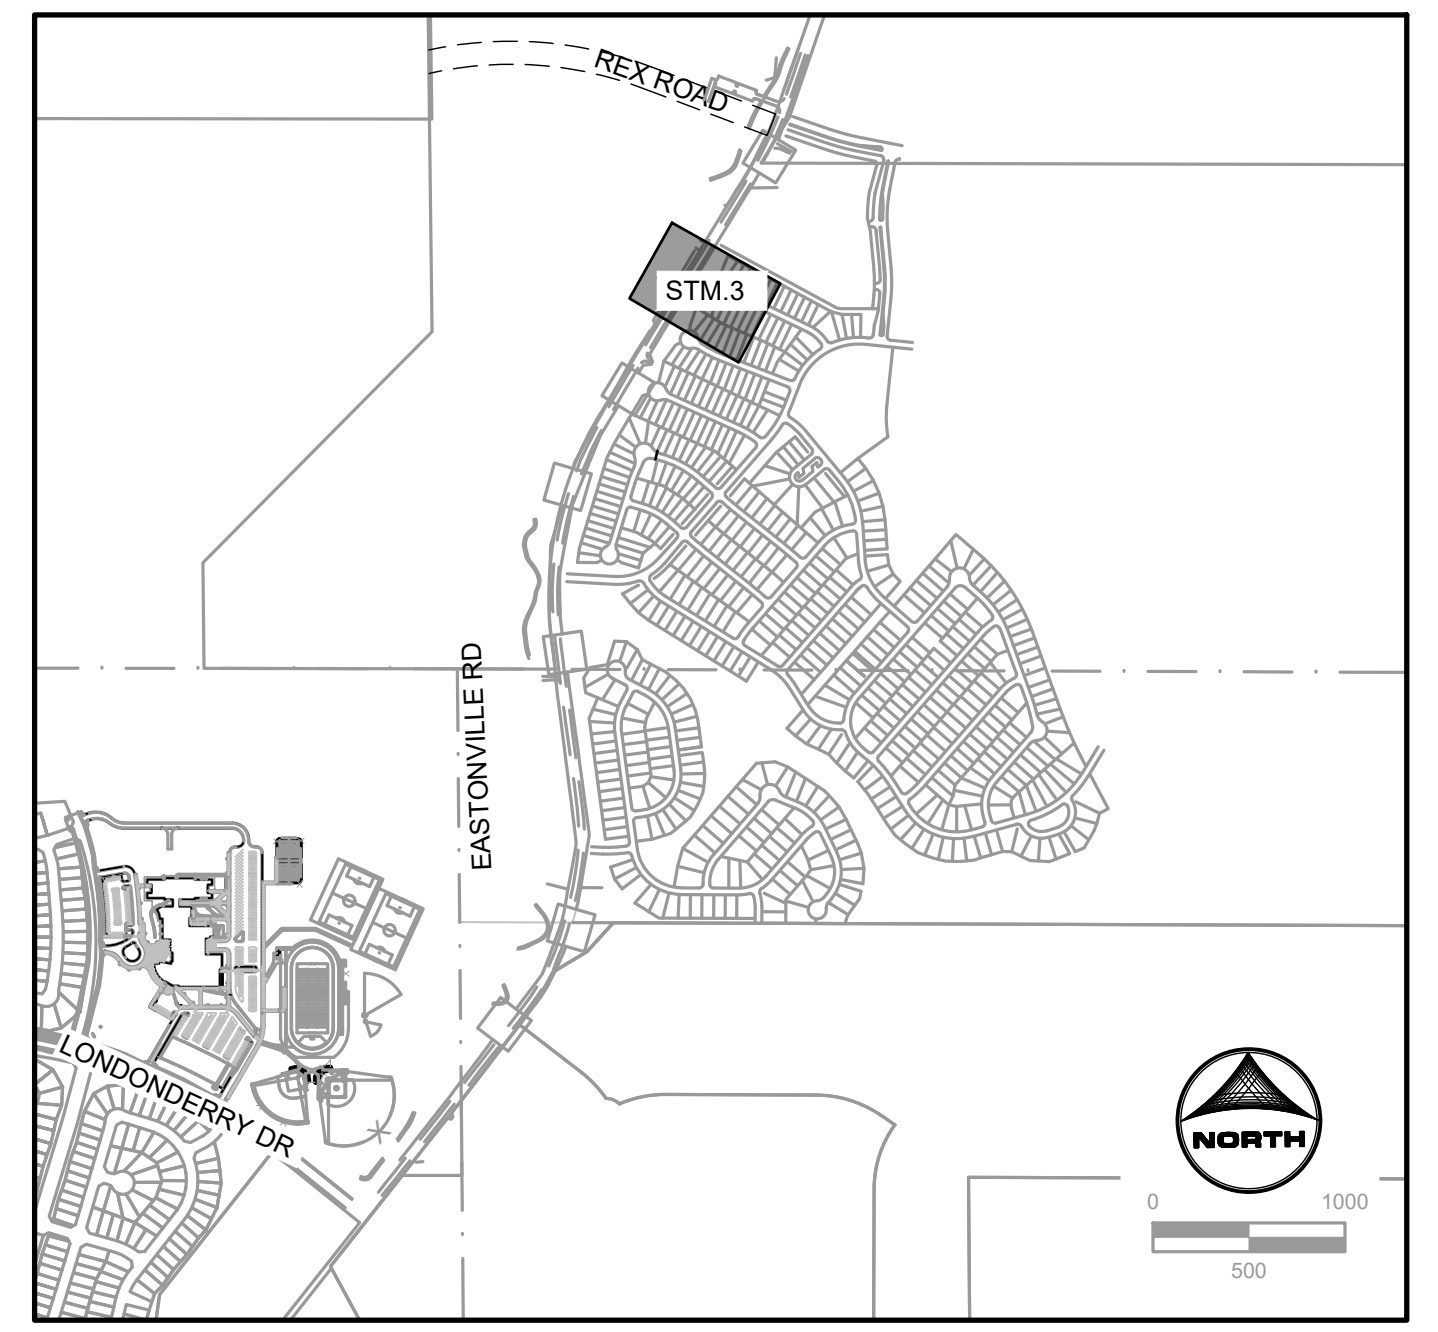 REX ROAD
STM.3
EASTONVILLE RD
LONDONDERRY DR
NORTH
0 1000
500